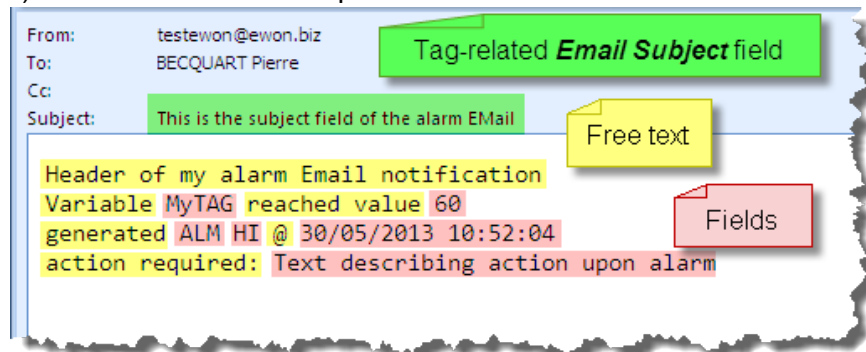 From: testewon@ewon.biz
To: BECQUART Pierre
Cc:
Subject: This is the subject field of the alarm EMail
Tag-related Email Subject field
Free text
Header of my alarm Email notification
Variable MyTAG reached value 60
generated ALM HI @ 30/05/2013 10:52:04
action required: Text describing action upon alarm
Fields